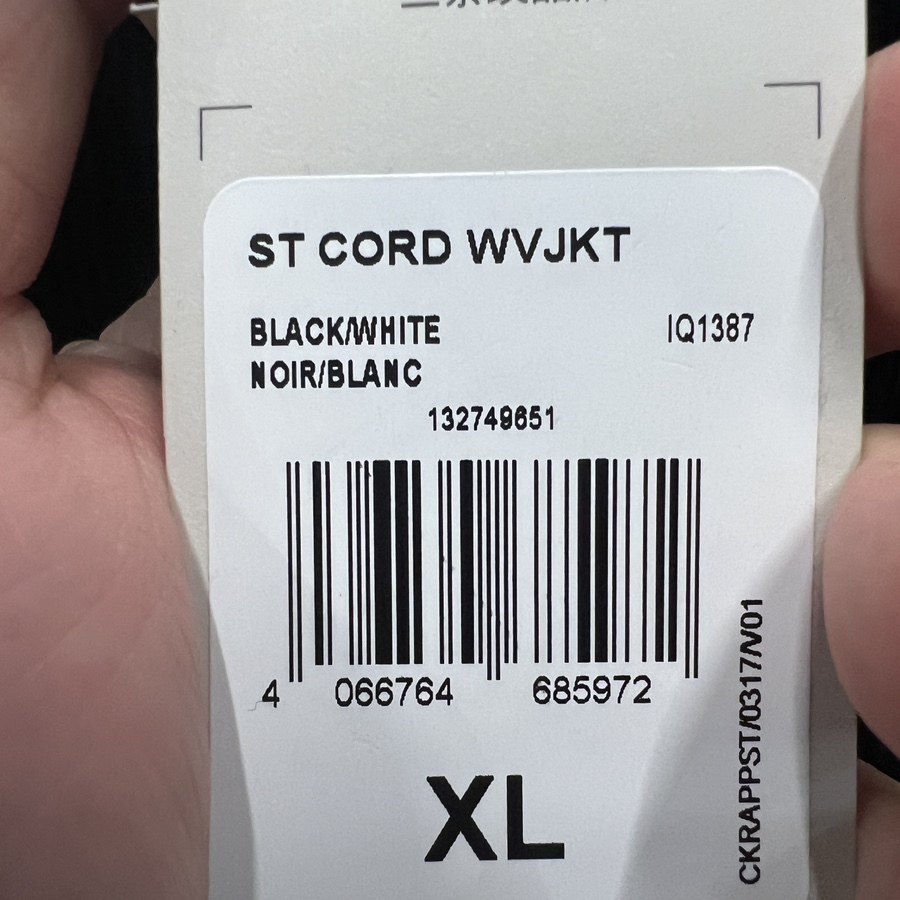 ST CORD WVJKT
BLACK/WHITE
IQ1387
NOIR/BLANC
132749651
4 066764 685972
CKRAPPST/0317/V01
XL